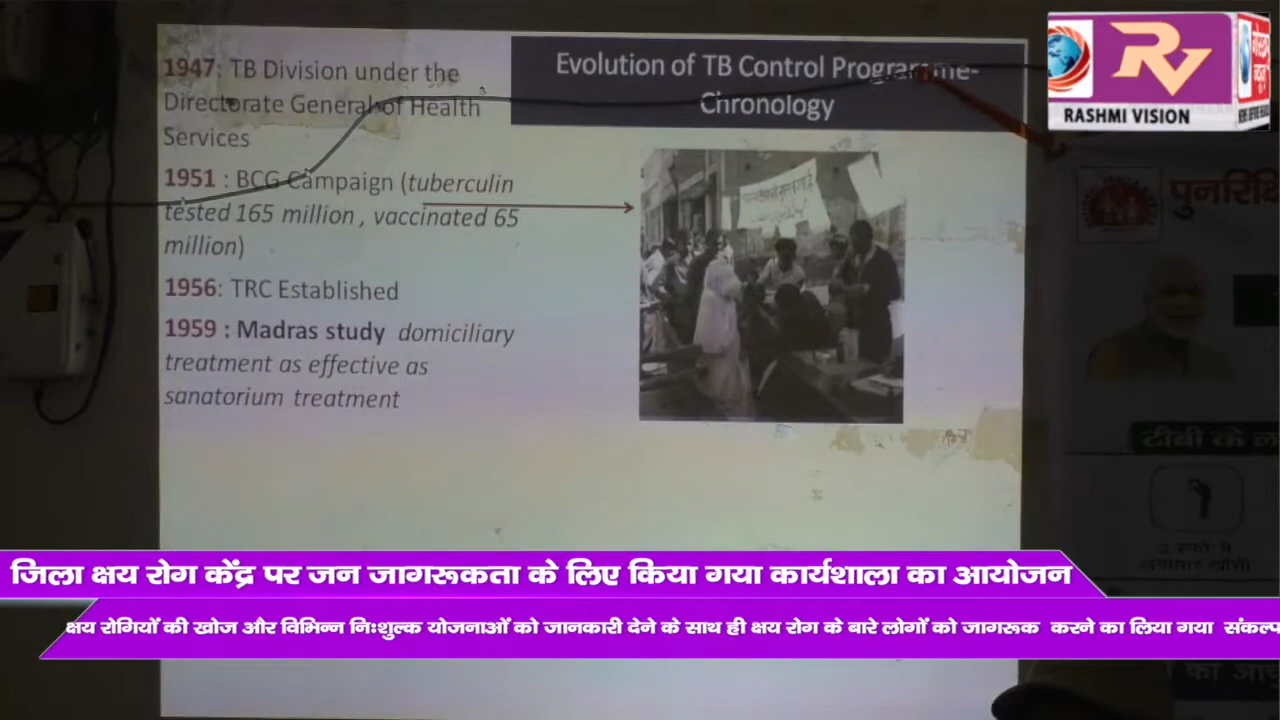 1947: TB Division under the
Directorate General of Health
Services
1951 : BCG Campaign (tuberculin
tested 165 million , vaccinated 65
million)
1956: TRC Established
1959 : Madras study domiciliary
treatment as effective as
sanatorium treatment
Evolution of TB Control Programme-
Chronology
RV
RASHMI VISION
टीबी के ल
जिला क्षय रोग केंद्र पर जन जागरूकता के लिए किया गया कार्यशाला का आयोजन
क्षय रोगियों की खोज और विभिन्न निःशुल्क योजनाओं को जानकारी देने के साथ ही क्षय रोग के बारे लोगों को जागरूक करने का लिया गया संकल्प